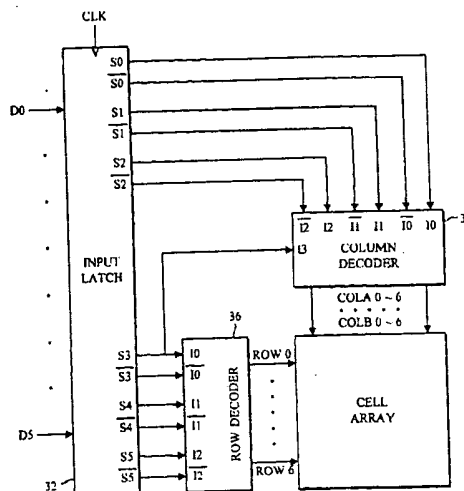 CLK
D0
D5
INPUT
LATCH
32
S0
S0
S1
S1
S2
S2
S3
S3
S4
S4
S5
S5
I2 I2 I1 I1 I0 I0
I3
COLUMN
DECODER
COLA 0 ~ 6
COLB 0 ~ 6
36
I0
I0
I1
I1
I2
I2
ROW DECODER
ROW 0
ROW 6
CELL
ARRAY